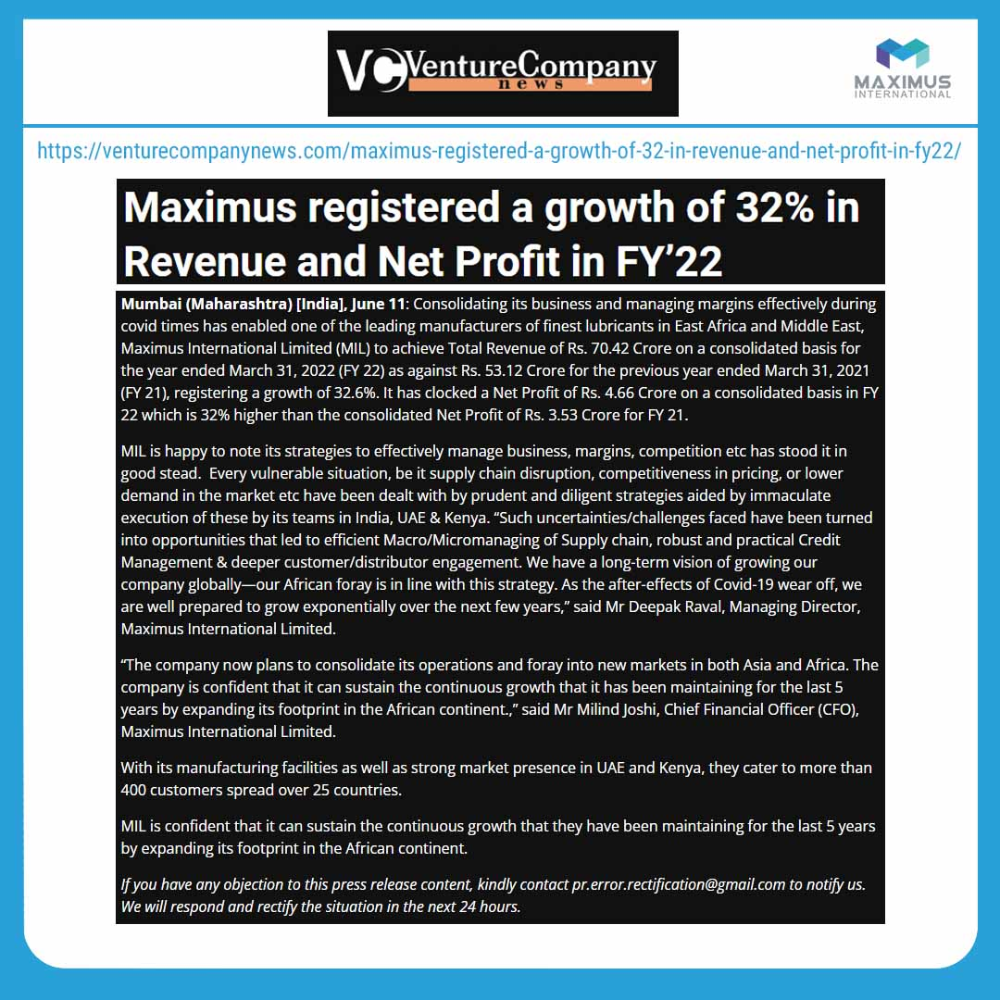 VC VentureCompany
news
MAXIMUS
INTERNATIONAL
https://venturecompanynews.com/maximus-registered-a-growth-of-32-in-revenue-and-net-profit-in-fy22/
Maximus registered a growth of 32% in
Revenue and Net Profit in FY’22
Mumbai (Maharashtra) [India], June 11: Consolidating its business and managing margins effectively during
covid times has enabled one of the leading manufacturers of finest lubricants in East Africa and Middle East,
Maximus International Limited (MIL) to achieve Total Revenue of Rs. 70.42 Crore on a consolidated basis for
the year ended March 31, 2022 (FY 22) as against Rs. 53.12 Crore for the previous year ended March 31, 2021
(FY 21), registering a growth of 32.6%. It has clocked a Net Profit of Rs. 4.66 Crore on a consolidated basis in FY
22 which is 32% higher than the consolidated Net Profit of Rs. 3.53 Crore for FY 21.
MIL is happy to note its strategies to effectively manage business, margins, competition etc has stood it in
good stead.  Every vulnerable situation, be it supply chain disruption, competitiveness in pricing, or lower
demand in the market etc have been dealt with by prudent and diligent strategies aided by immaculate
execution of these by its teams in India, UAE & Kenya. “Such uncertainties/challenges faced have been turned
into opportunities that led to efficient Macro/Micromanaging of Supply chain, robust and practical Credit
Management & deeper customer/distributor engagement. We have a long-term vision of growing our
company globally—our African foray is in line with this strategy. As the after-effects of Covid-19 wear off, we
are well prepared to grow exponentially over the next few years,” said Mr Deepak Raval, Managing Director,
Maximus International Limited.
“The company now plans to consolidate its operations and foray into new markets in both Asia and Africa. The
company is confident that it can sustain the continuous growth that it has been maintaining for the last 5
years by expanding its footprint in the African continent.,” said Mr Milind Joshi, Chief Financial Officer (CFO),
Maximus International Limited.
With its manufacturing facilities as well as strong market presence in UAE and Kenya, they cater to more than
400 customers spread over 25 countries.
MIL is confident that it can sustain the continuous growth that they have been maintaining for the last 5 years
by expanding its footprint in the African continent.
If you have any objection to this press release content, kindly contact pr.error.rectification@gmail.com to notify us.
We will respond and rectify the situation in the next 24 hours.